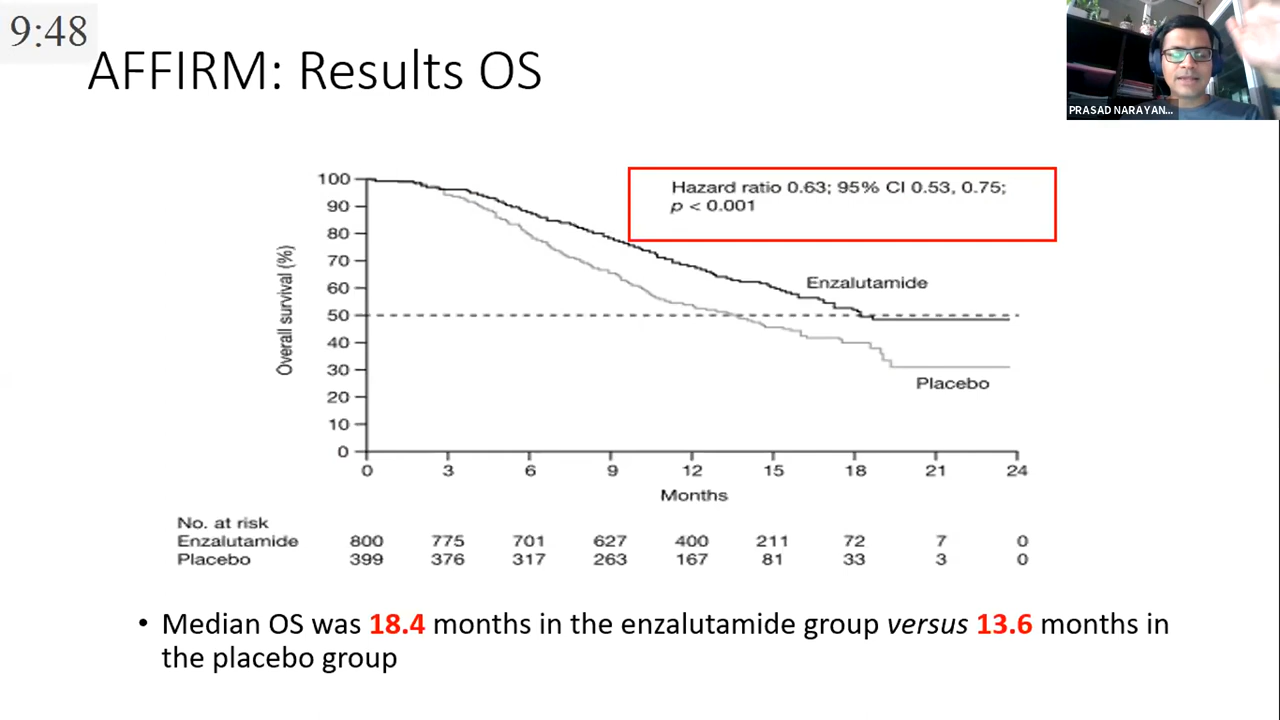 9:48
AFFIRM: Results OS
PRASAD NARAYAN...
Hazard ratio 0.63; 95% CI 0.53, 0.75;
p < 0.001
Overall survival (%)
100
90
80
70
60
50
40
30
20
10
0
Enzalutamide
Placebo
0 3 6 9 12 15 18 21 24
Months
No. at risk
Enzalutamide 800 775 701 627 400 211 72 7 0
Placebo 399 376 317 263 167 81 33 3 0
• Median OS was 18.4 months in the enzalutamide group versus 13.6 months in
the placebo group